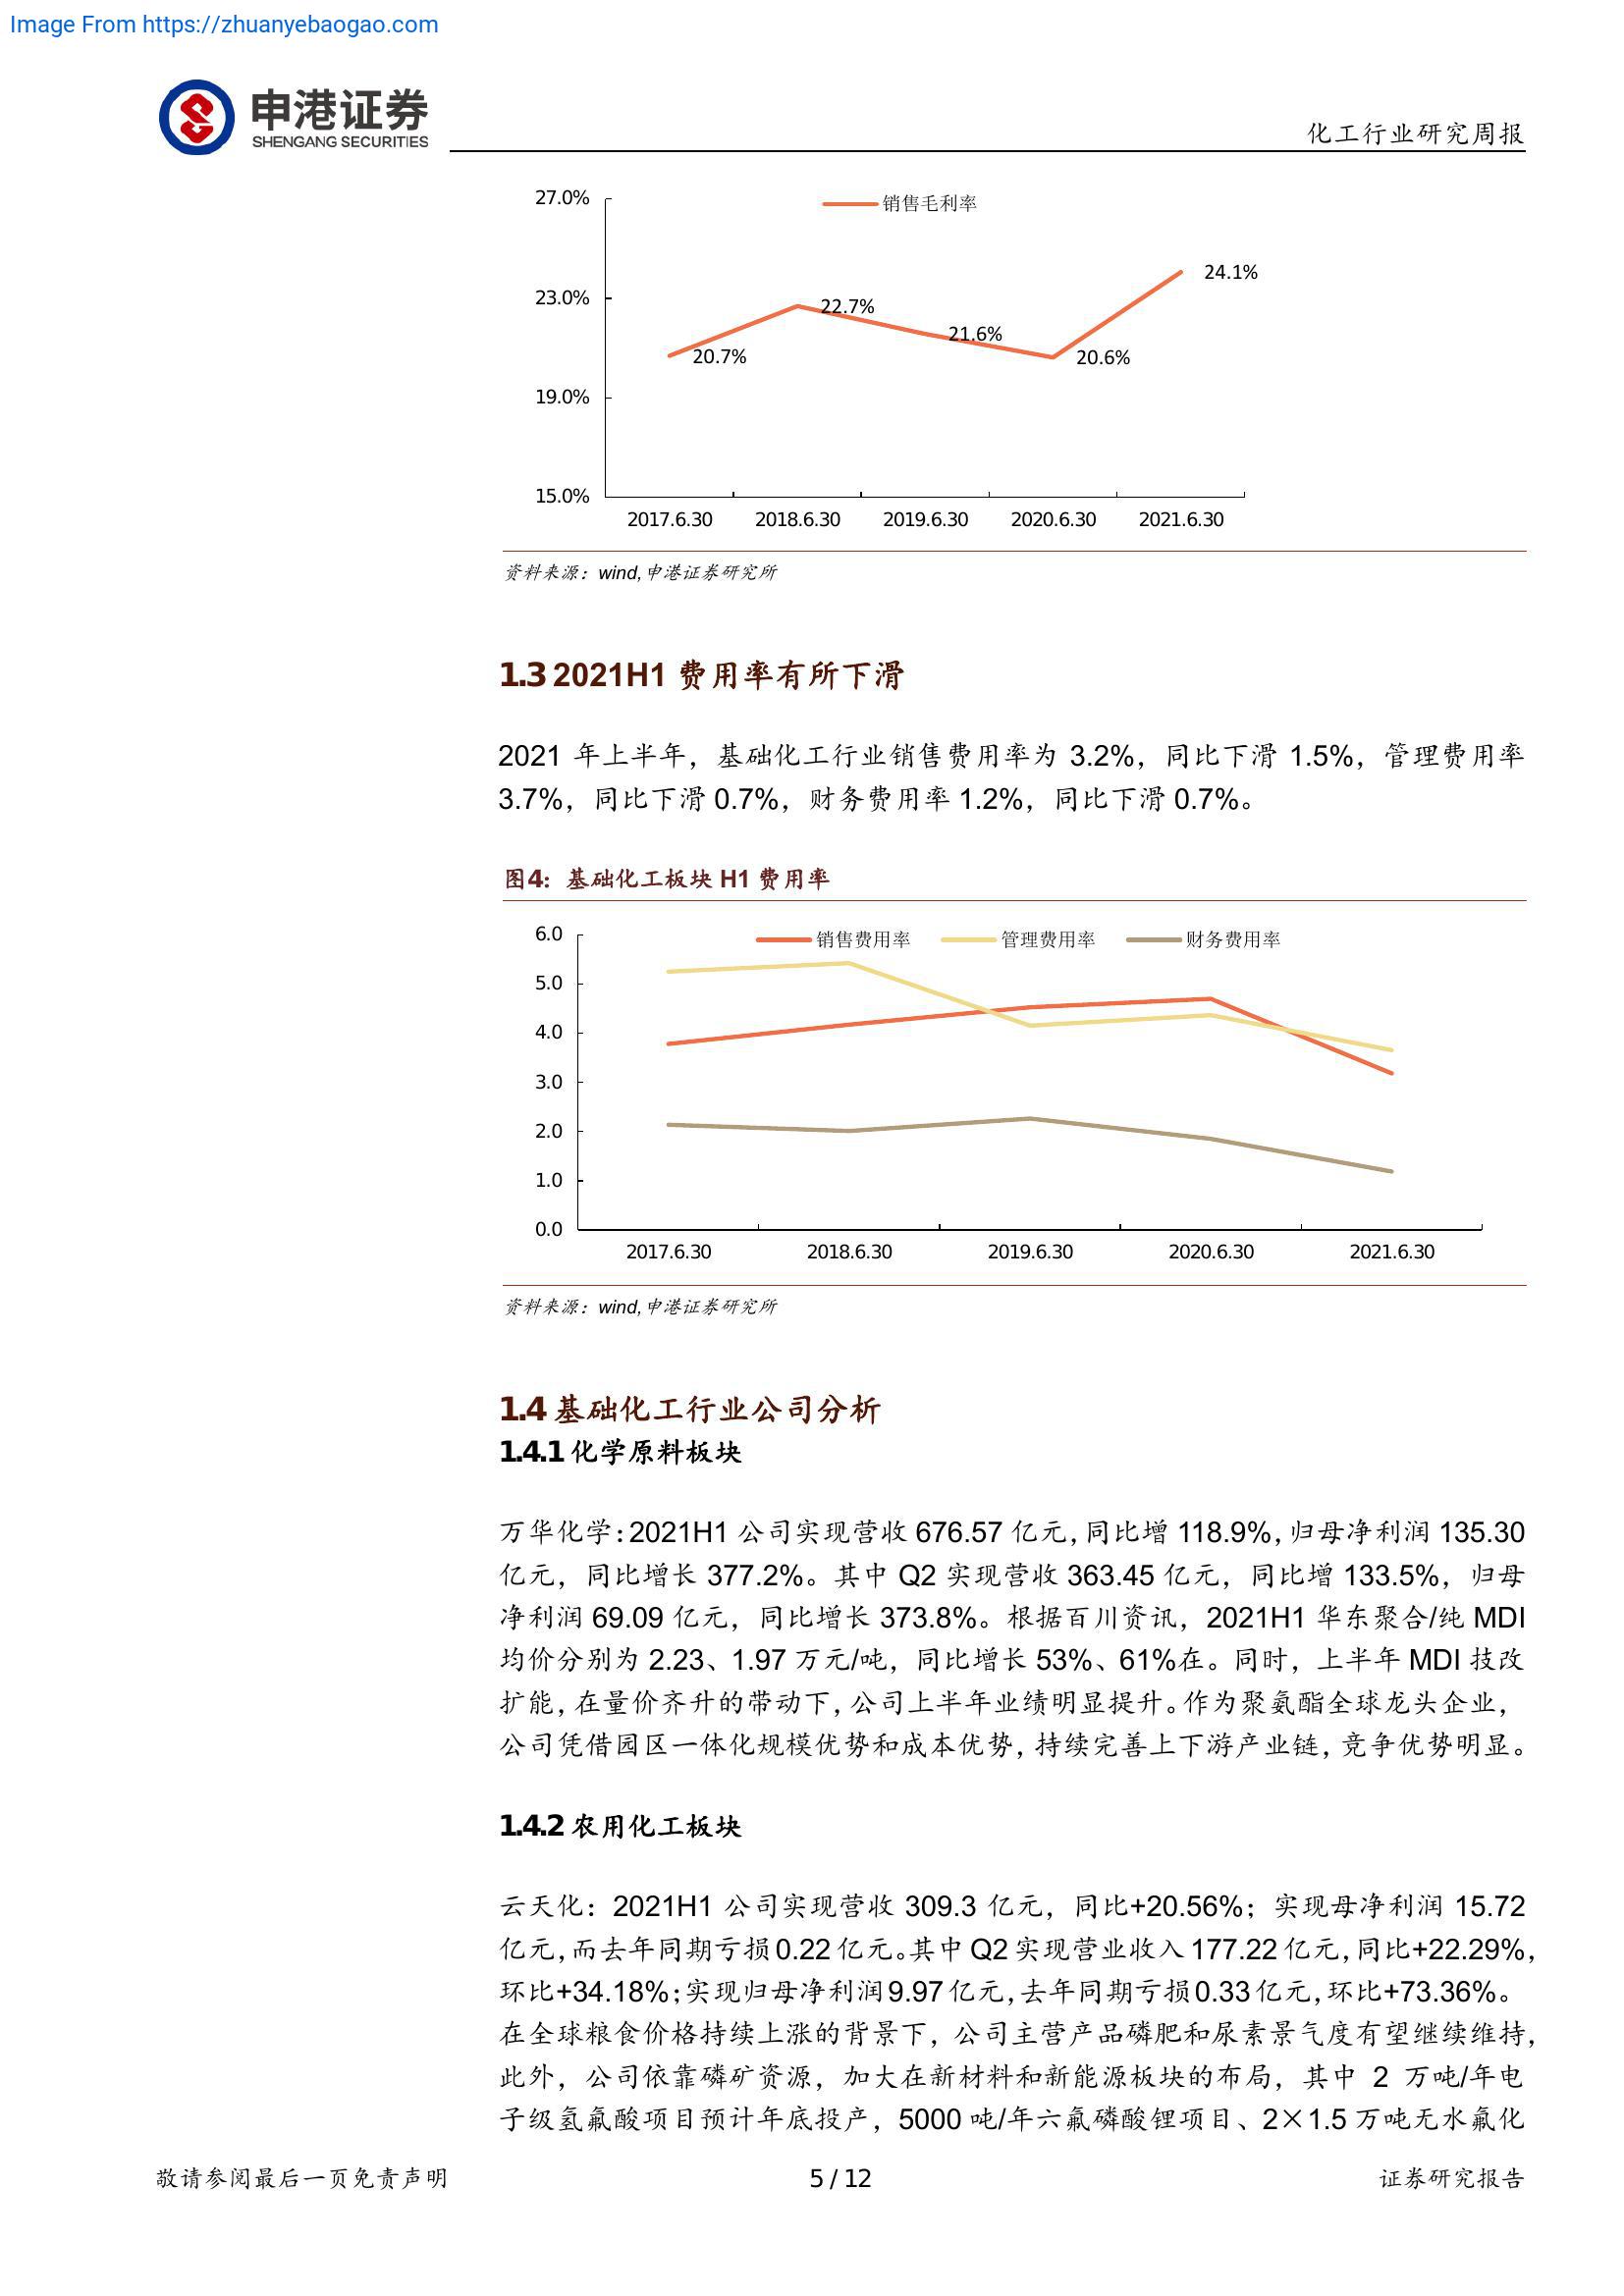 Image From https://zhuanyebaogao.com
申港证券
SHENGANG SECURITIES
化工行业研究周报
27.0%
销售毛利率
24.1%
23.0%
22.7%
21.6%
20.7%
20.6%
19.0%
15.0%
2017.6.30 2018.6.30 2019.6.30 2020.6.30 2021.6.30
资料来源：wind,申港证券研究所
1.3 2021H1 费用率有所下滑
2021 年上半年，基础化工行业销售费用率为 3.2%，同比下滑 1.5%，管理费用率
3.7%，同比下滑 0.7%，财务费用率 1.2%，同比下滑 0.7%。
图4：基础化工板块 H1 费用率
6.0
销售费用率 管理费用率 财务费用率
5.0
4.0
3.0
2.0
1.0
0.0
2017.6.30 2018.6.30 2019.6.30 2020.6.30 2021.6.30
资料来源：wind,申港证券研究所
1.4 基础化工行业公司分析
1.4.1 化学原料板块
万华化学：2021H1 公司实现营收 676.57 亿元，同比增 118.9%，归母净利润 135.30
亿元，同比增长 377.2%。其中 Q2 实现营收 363.45 亿元，同比增 133.5%，归母
净利润 69.09 亿元，同比增长 373.8%。根据百川资讯，2021H1 华东聚合/纯 MDI
均价分别为 2.23、1.97 万元/吨，同比增长 53%、61%在。同时，上半年 MDI 技改
扩能，在量价齐升的带动下，公司上半年业绩明显提升。作为聚氨酯全球龙头企业，
公司凭借园区一体化规模优势和成本优势，持续完善上下游产业链，竞争优势明显。
1.4.2 农用化工板块
云天化：2021H1 公司实现营收 309.3 亿元，同比+20.56%；实现母净利润 15.72
亿元，而去年同期亏损 0.22 亿元。其中 Q2 实现营业收入 177.22 亿元，同比+22.29%，
环比+34.18%；实现归母净利润 9.97 亿元，去年同期亏损 0.33 亿元，环比+73.36%。
在全球粮食价格持续上涨的背景下，公司主营产品磷肥和尿素景气度有望继续维持，
此外，公司依靠磷矿资源，加大在新材料和新能源板块的布局，其中 2 万吨/年电
子级氢氟酸项目预计年底投产，5000 吨/年六氟磷酸锂项目、2×1.5 万吨无水氟化
敬请参阅最后一页免责声明
5 / 12
证券研究报告